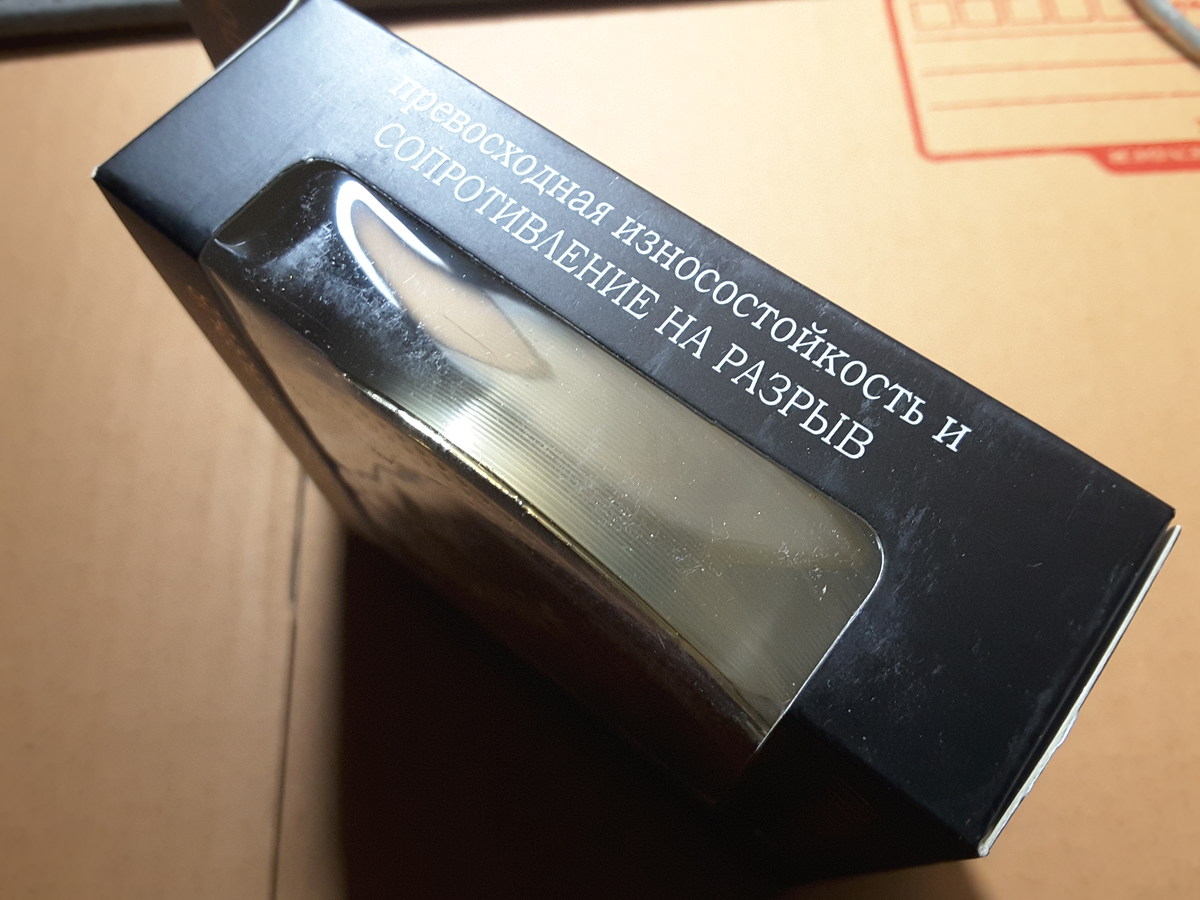 превосходная износостойкость и
СОПРОТИВЛЕНИЕ НА РАЗРЫВ